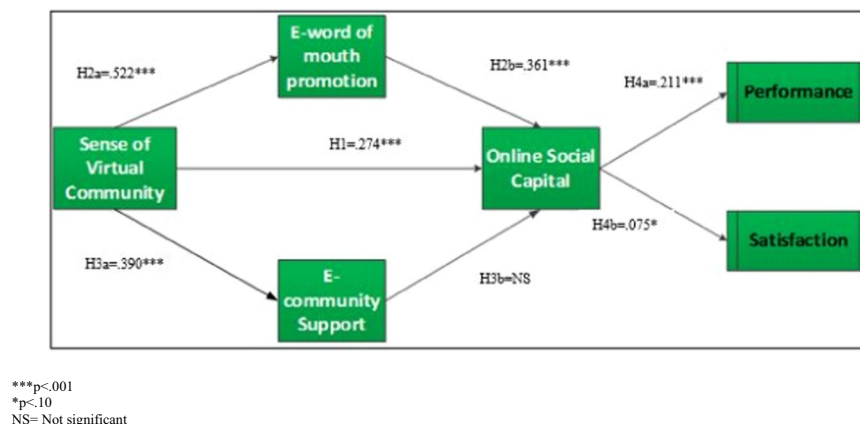 E-word of
mouth
promotion
H2a=.522***
H2b=.361***
H4a=.211***
Performance
Sense of
Virtual
Community
H1=.274***
Online Social
Capital
H4b=.075*
Satisfaction
H3a=.390***
E-
community
Support
H3b=NS
***p<.001
*p<.10
NS= Not significant